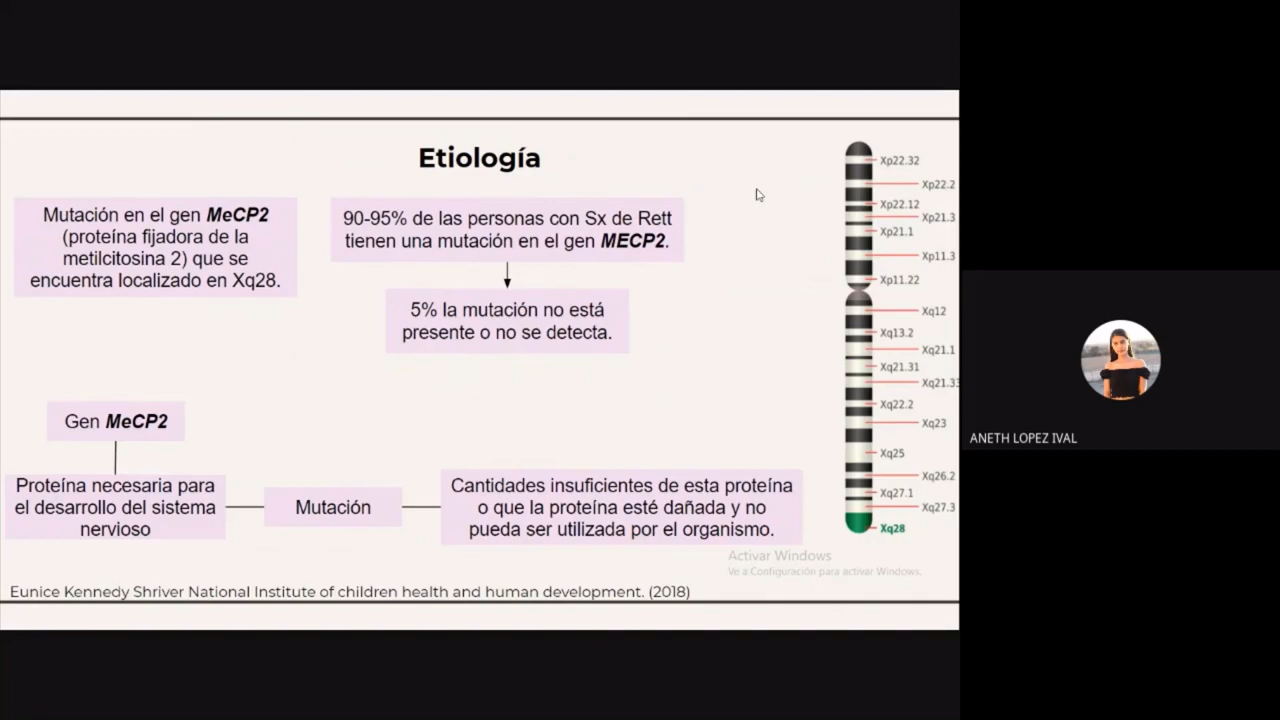 Etiología
Mutación en el gen MeCP2
(proteína fijadora de la
metilcitosina 2) que se
encuentra localizado en Xq28.
90-95% de las personas con Sx de Rett
tienen una mutación en el gen MECP2.
5% la mutación no está
presente o no se detecta.
Gen MeCP2
Proteína necesaria para
el desarrollo del sistema
nervioso
Mutación
Cantidades insuficientes de esta proteína
o que la proteína esté dañada y no
pueda ser utilizada por el organismo.
Xp22.32
Xp22.2
Xp22.12
Xp21.3
Xp21.1
Xp11.3
Xp11.22
Xq12
Xq13.2
Xq21.1
Xq21.31
Xq21.33
Xq22.2
Xq23
Xq25
Xq26.2
Xq27.1
Xq27.3
Xq28
Activar Windows
Ve a Configuración para activar Windows.
Eunice Kennedy Shriver National Institute of children health and human development. (2018)
ANETH LOPEZ IVAL